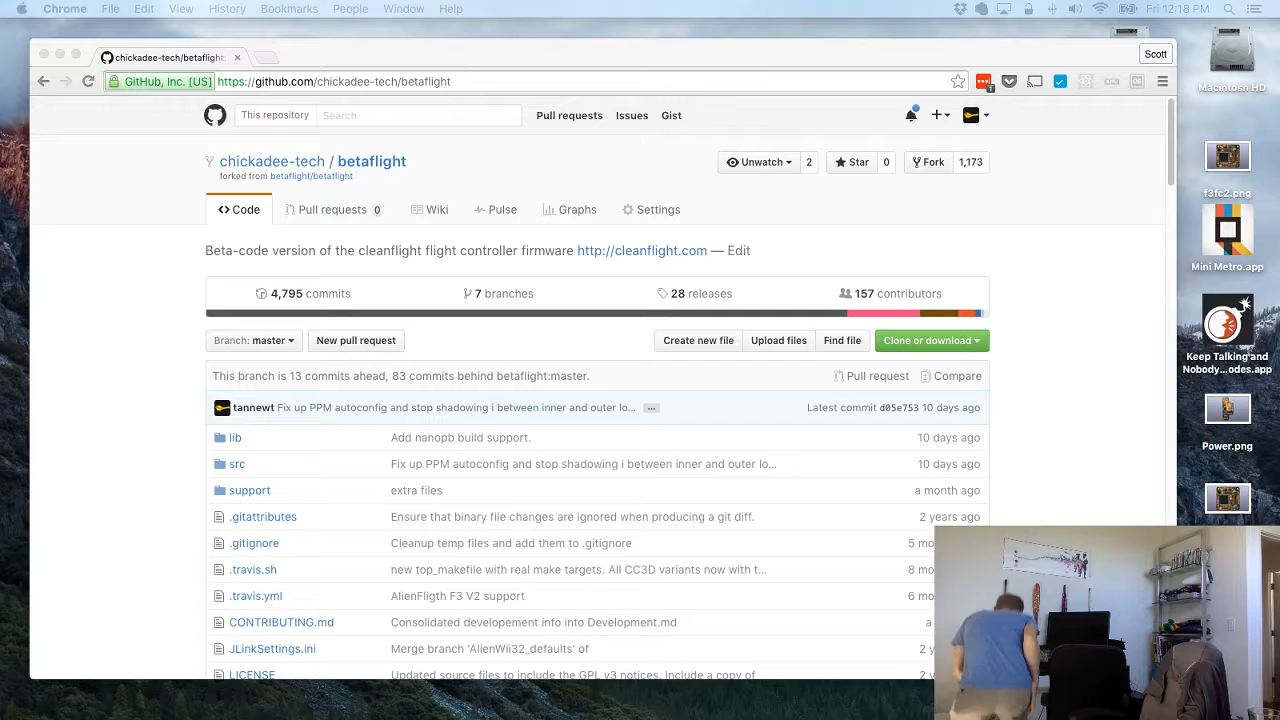 Chrome File Edit View History Bookmarks People Window Help Fri 12:18 PM
chickadee-tech/betaflight: Scott
GitHub, Inc. [US] https://github.com/chickadee-tech/betaflight
Macintosh HD
This repository Search Pull requests Issues Gist
chickadee-tech / betaflight Unwatch 2 Star 0 Fork 1,173
forked from betaflight/betaflight
f3fc2.png
Code Pull requests 0 Wiki Pulse Graphs Settings
Beta-code version of the cleanflight flight controller firmware http://cleanflight.com — Edit
Mini Metro.app
4,795 commits 7 branches 28 releases 157 contributors
Branch: master New pull request Create new file Upload files Find file Clone or download
Keep Talking and
Nobody...odes.app
This branch is 13 commits ahead, 83 commits behind betaflight:master. Pull request Compare
tannewt Fix up PPM autoconfig and stop shadowing i between inner and outer lo... ... Latest commit d05e753 10 days ago
lib Add nanopb build support. 10 days ago
Power.png
src Fix up PPM autoconfig and stop shadowing i between inner and outer lo... 10 days ago
support extra files a month ago
.gitattributes Ensure that binary file changes are ignored when producing a git diff. 2 years ago
.gitignore Cleanup temp files and add them to .gitignore 5 mo
.travis.sh new top_makefile with real make targets. All CC3D variants now with t... 8 mo
.travis.yml AlienFligth F3 V2 support 6 mo
CONTRIBUTING.md Consolidated developement info into Development.md a
JLinkSettings.ini Merge branch 'AlienWii32_defaults' of 2 y
LICENSE Updated source files to include the GPL v3 notices. Include a copy of